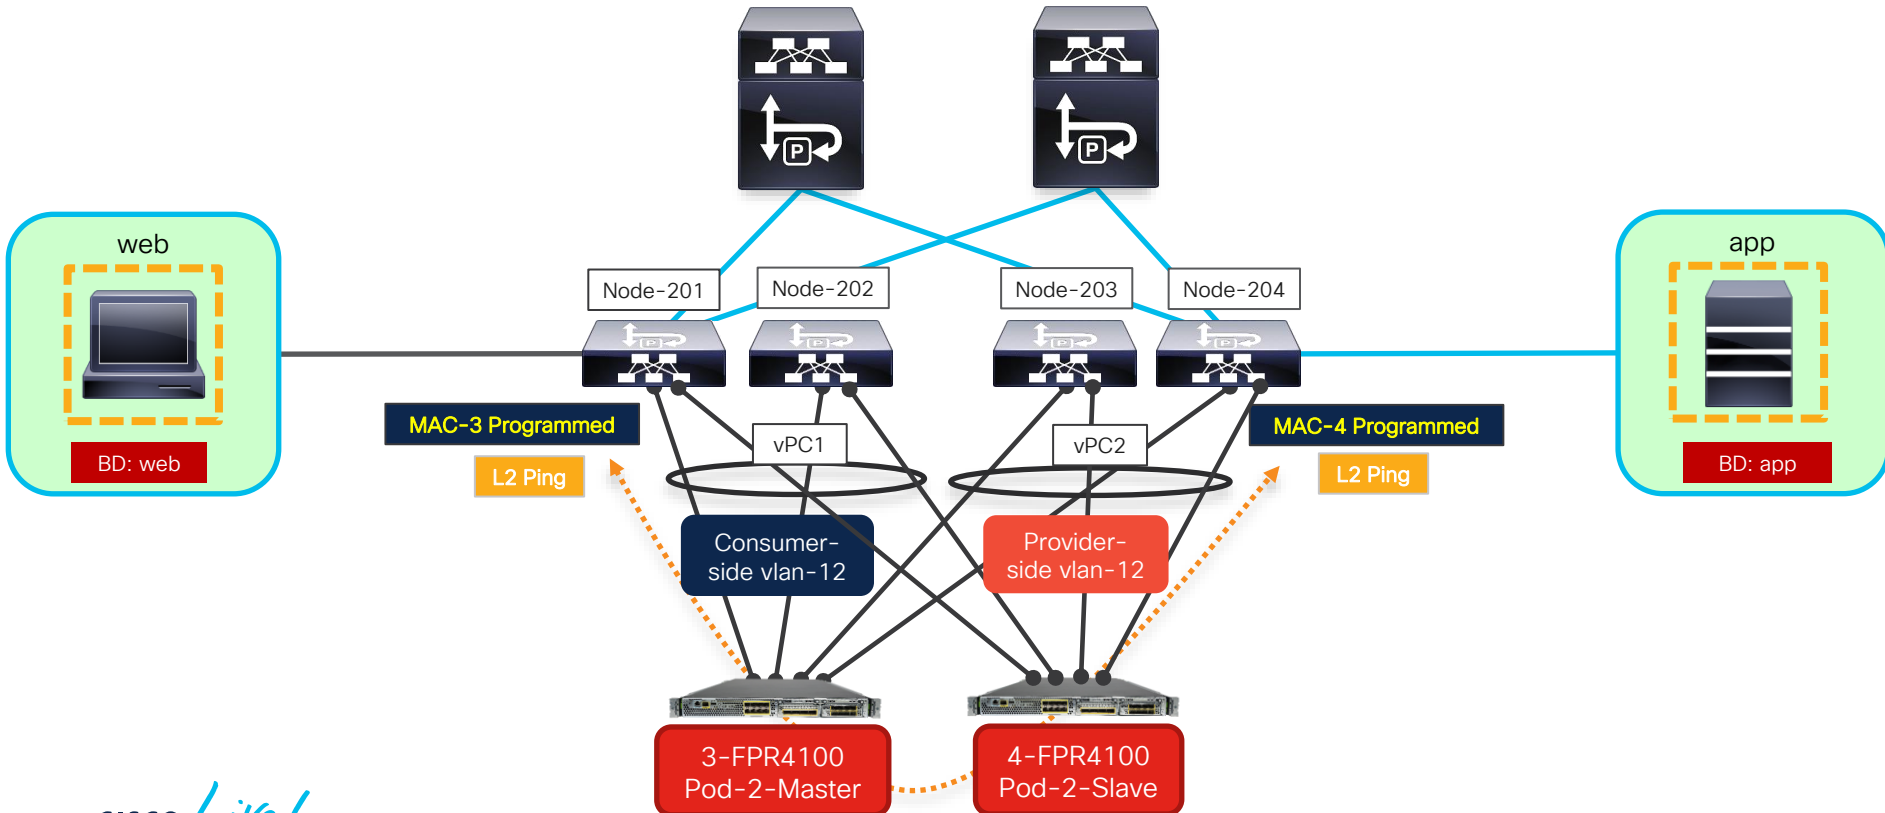 P
P
web
app
Node-201
Node-202
Node-203
Node-204
P
P
P
P
MAC-3 Programmed
vPC1
vPC2
MAC-4 Programmed
BD: web
L2 Ping
L2 Ping
BD: app
Consumer-
side vlan-12
Provider-
side vlan-12
3-FPR4100
Pod-2-Master
4-FPR4100
Pod-2-Slave